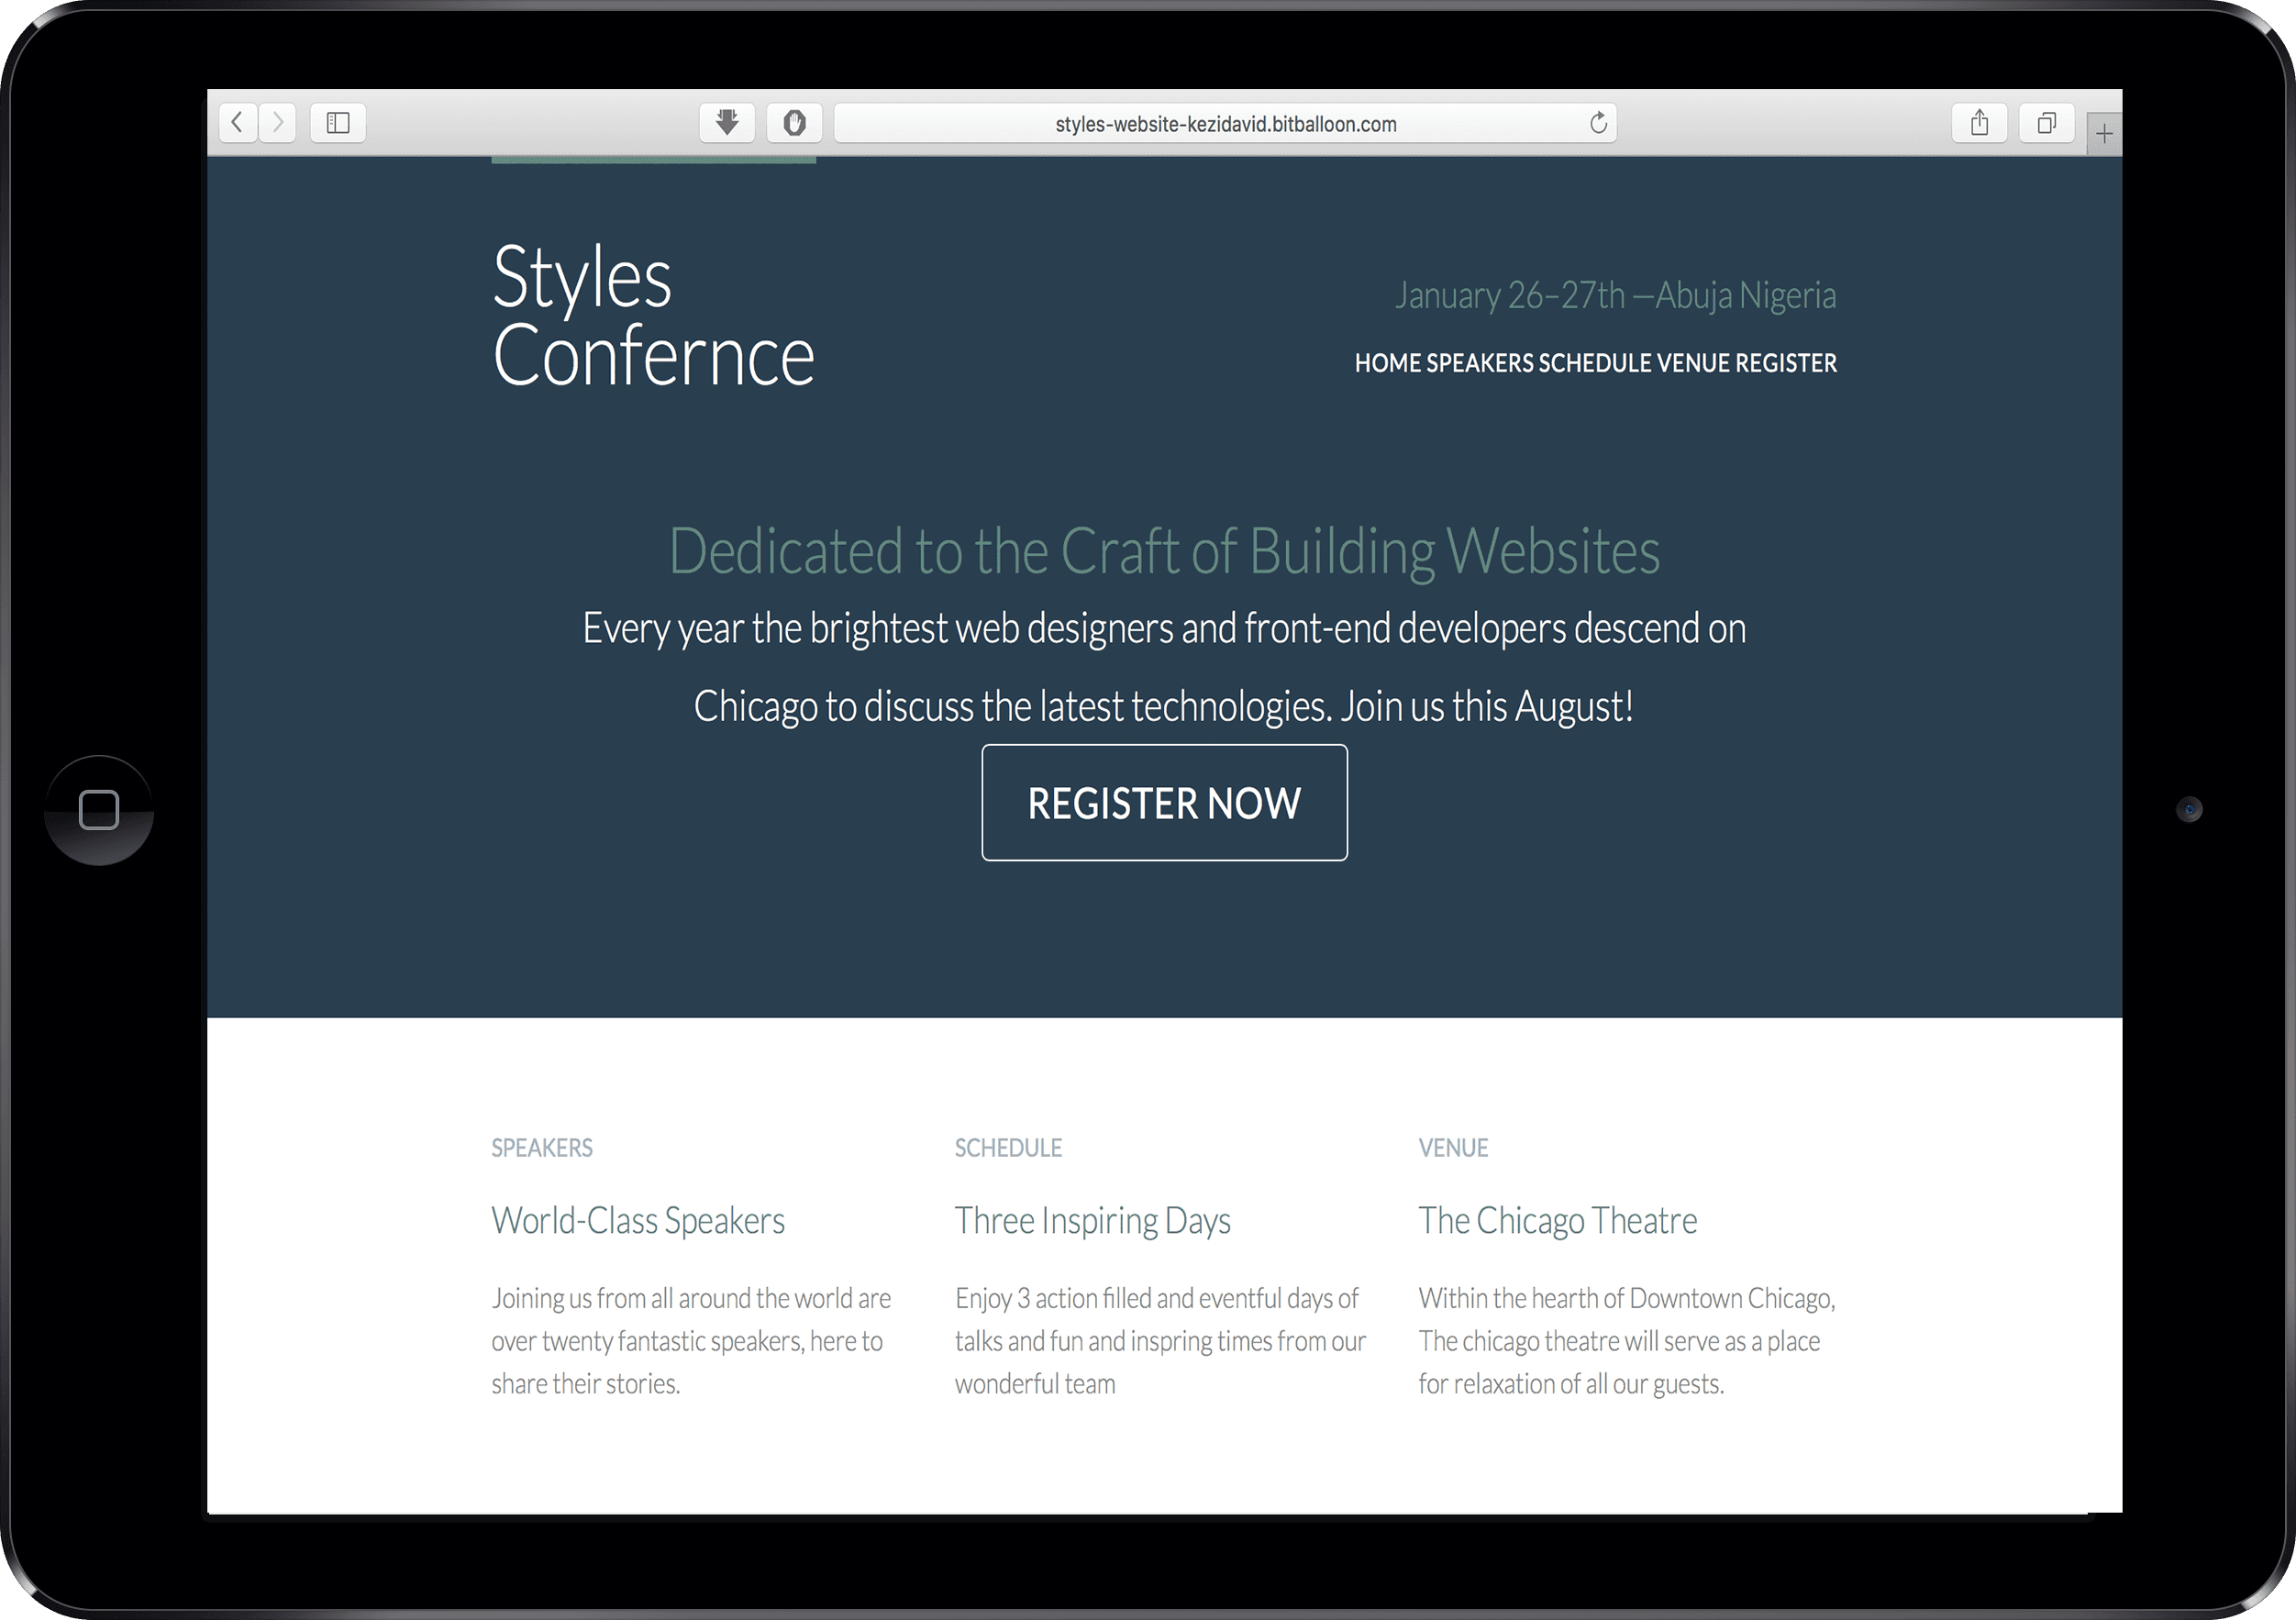 styles-website-kezidavid.bitballoon.com
Styles
Confernce
January 26–27th —Abuja Nigeria
HOME SPEAKERS SCHEDULE VENUE REGISTER
Dedicated to the Craft of Building Websites
Every year the brightest web designers and front-end developers descend on
Chicago to discuss the latest technologies. Join us this August!
REGISTER NOW
SPEAKERS
World-Class Speakers
Joining us from all around the world are
over twenty fantastic speakers, here to
share their stories.
SCHEDULE
Three Inspiring Days
Enjoy 3 action filled and eventful days of
talks and fun and inspring times from our
wonderful team
VENUE
The Chicago Theatre
Within the hearth of Downtown Chicago,
The chicago theatre will serve as a place
for relaxation of all our guests.